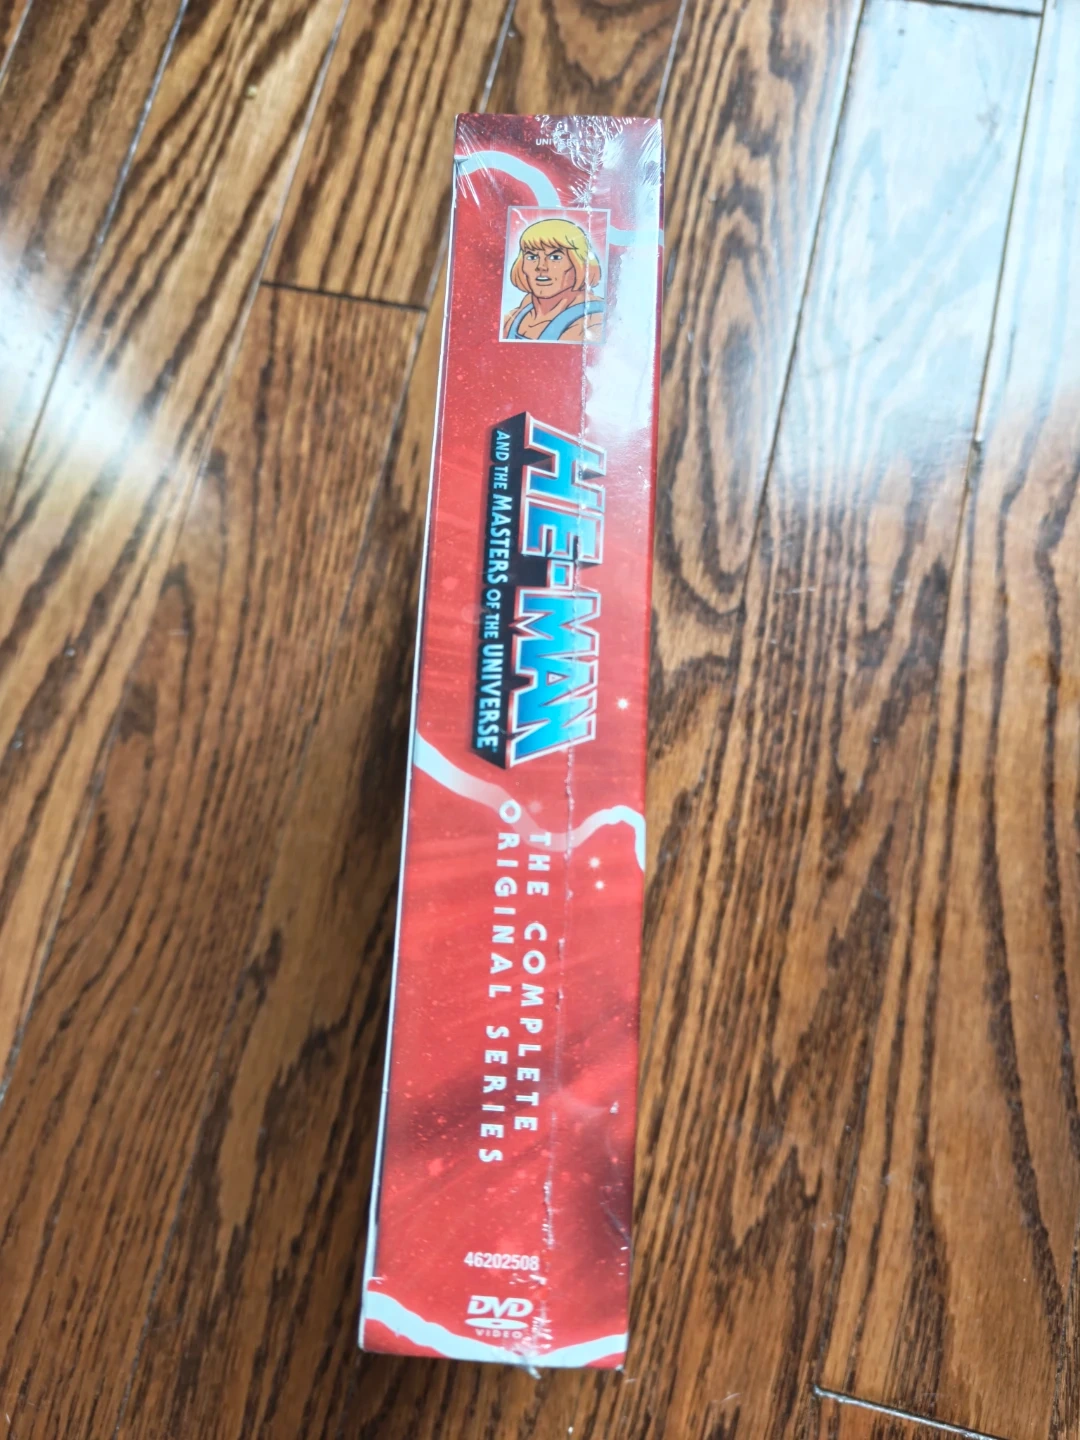 HE-MAN
AND THE MASTERS OF THE UNIVERSE
THE COMPLETE
ORIGINAL SERIES
46202508
DVD
VIDEO